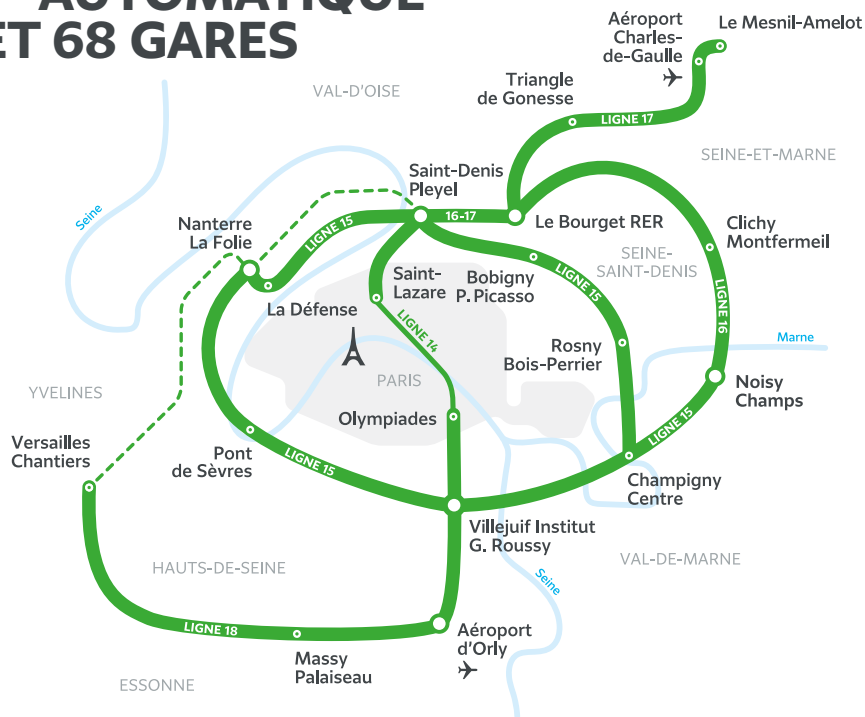 AUTOMATIQUE
ET 68 GARES
Aéroport
Charles-
de-Gaulle
Le Mesnil-Amelot
Triangle
de Gonesse
VAL-D'OISE
LIGNE 17
SEINE-ET-MARNE
Saint-Denis
Pleyel
Seine
Nanterre
La Folie
LIGNE 15
16-17
Le Bourget RER
Clichy
Montfermeil
SEINE-
SAINT-DENIS
Saint-
Lazare
Bobigny
P. Picasso
LIGNE 15
La Défense
LIGNE 14
LIGNE 16
Rosny
Bois-Perrier
Marne
PARIS
YVELINES
Noisy
Champs
Olympiades
LIGNE 15
Versailles
Chantiers
Pont
de Sèvres
LIGNE 15
Champigny
Centre
Villejuif Institut
G. Roussy
VAL-DE-MARNE
HAUTS-DE-SEINE
Seine
LIGNE 18
Aéroport
d'Orly
Massy
Palaiseau
ESSONNE